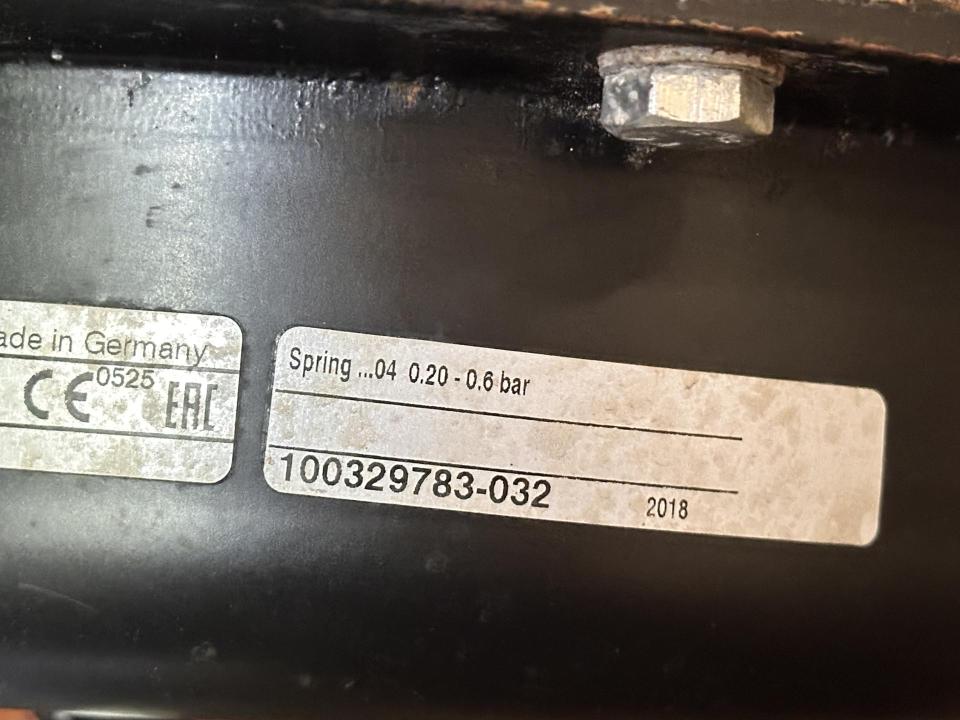 ade in Germany
CE 0525 EAC
Spring ...04 0.20 - 0.6 bar
100329783-032 2018